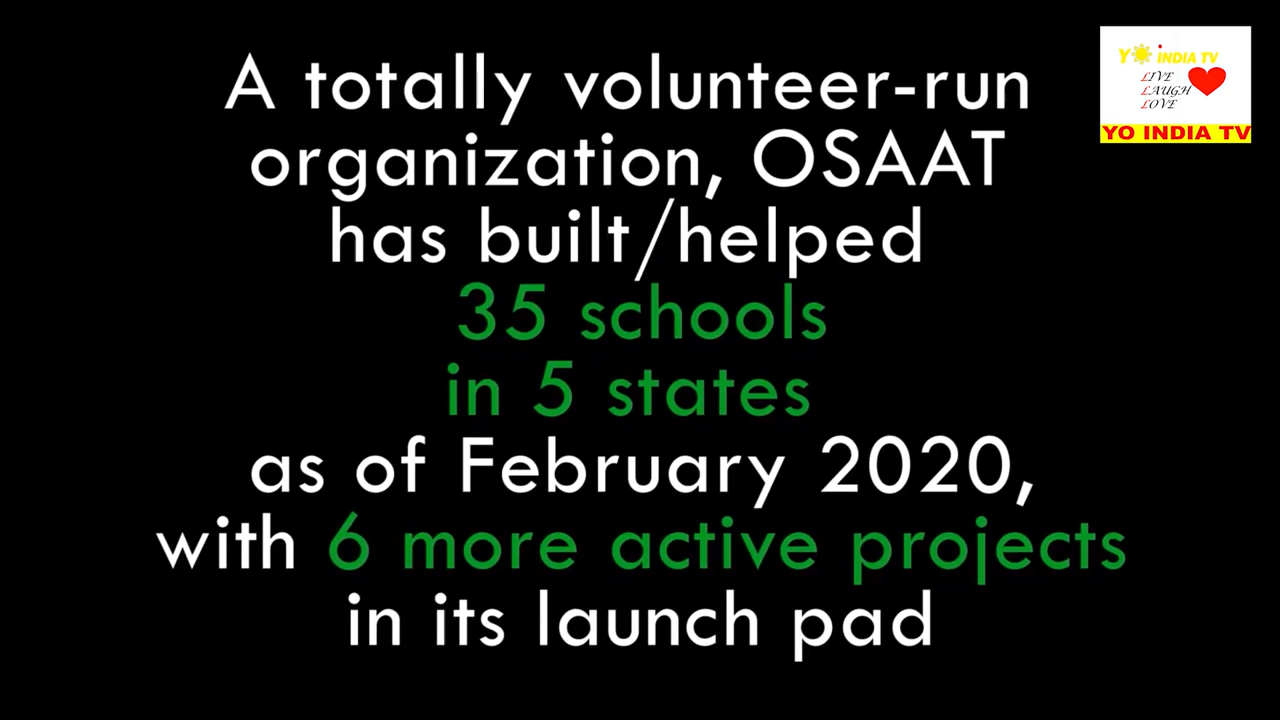 A totally volunteer-run
organization, OSAAT
has built/helped
35 schools
in 5 states
as of February 2020,
with 6 more active projects
in its launch pad
YO INDIA TV
LIVE
LAUGH
LOVE
YO INDIA TV